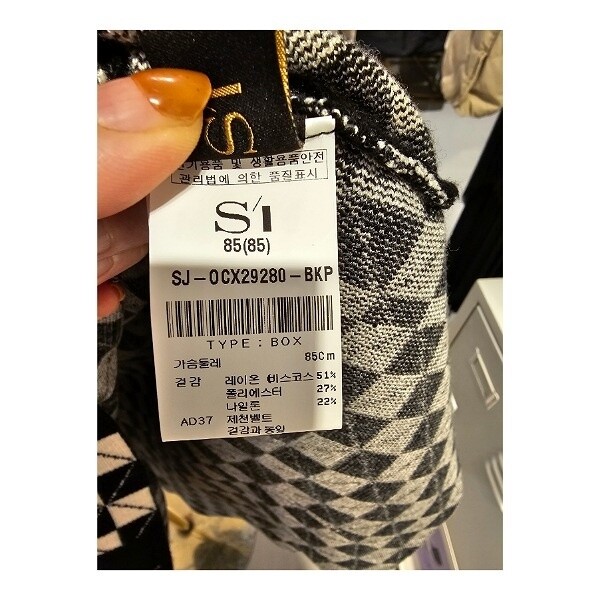 IS
전기용품 및 생활용품안전
관리법에 의한 품질표시
S/I
85(85)
SJ-OCX29280-BKP
TYPE : BOX
가슴둘레 85Cm
겉감 레이온 (비스코스 51%
폴리에스터 27%
나일론 22%
AD37 제천벨트
겉감과 동일